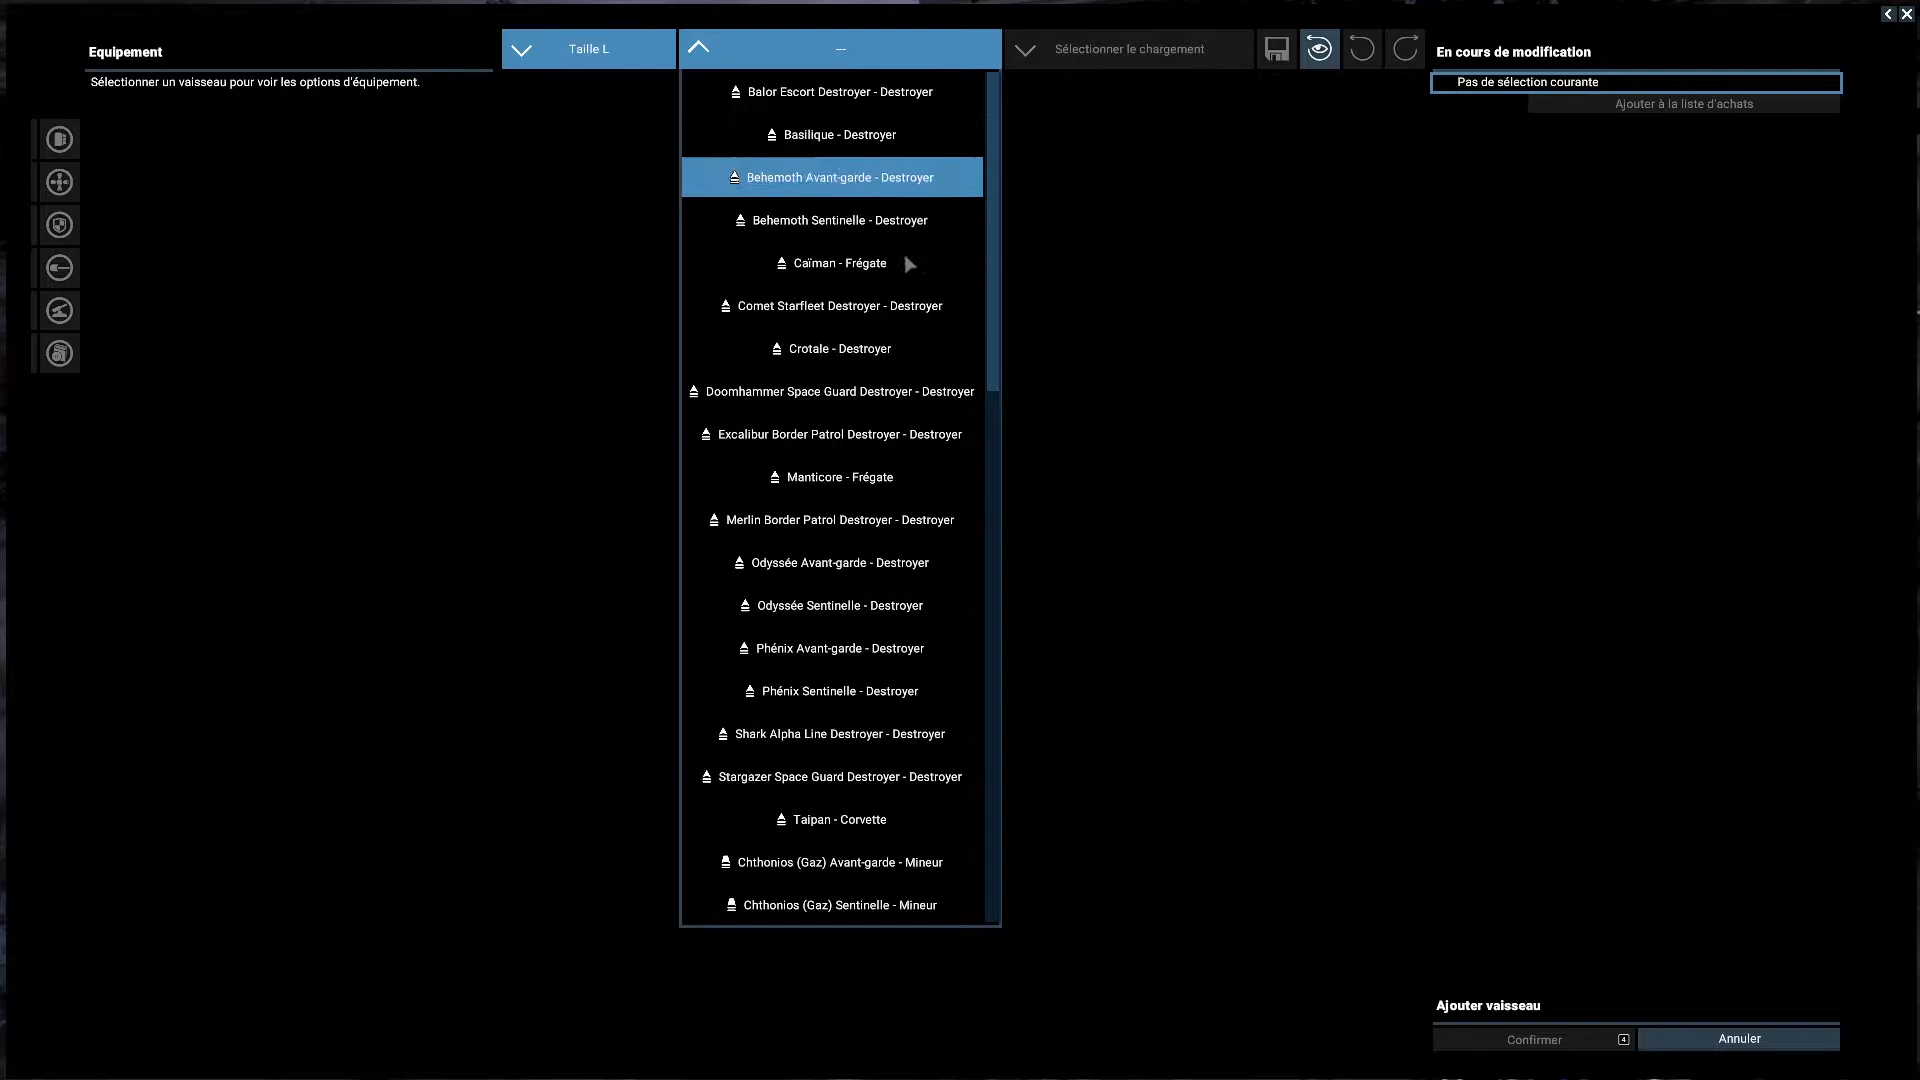 Equipement
Sélectionner un vaisseau pour voir les options d'équipement.
Taille L
---
Sélectionner le chargement
En cours de modification
Pas de sélection courante
Ajouter à la liste d'achats
Balor Escort Destroyer - Destroyer
Basilique - Destroyer
Behemoth Avant-garde - Destroyer
Behemoth Sentinelle - Destroyer
Caïman - Frégate
Comet Starfleet Destroyer - Destroyer
Crotale - Destroyer
Doomhammer Space Guard Destroyer - Destroyer
Excalibur Border Patrol Destroyer - Destroyer
Manticore - Frégate
Merlin Border Patrol Destroyer - Destroyer
Odyssée Avant-garde - Destroyer
Odyssée Sentinelle - Destroyer
Phénix Avant-garde - Destroyer
Phénix Sentinelle - Destroyer
Shark Alpha Line Destroyer - Destroyer
Stargazer Space Guard Destroyer - Destroyer
Taipan - Corvette
Chthonios (Gaz) Avant-garde - Mineur
Chthonios (Gaz) Sentinelle - Mineur
Ajouter vaisseau
Confirmer 4
Annuler